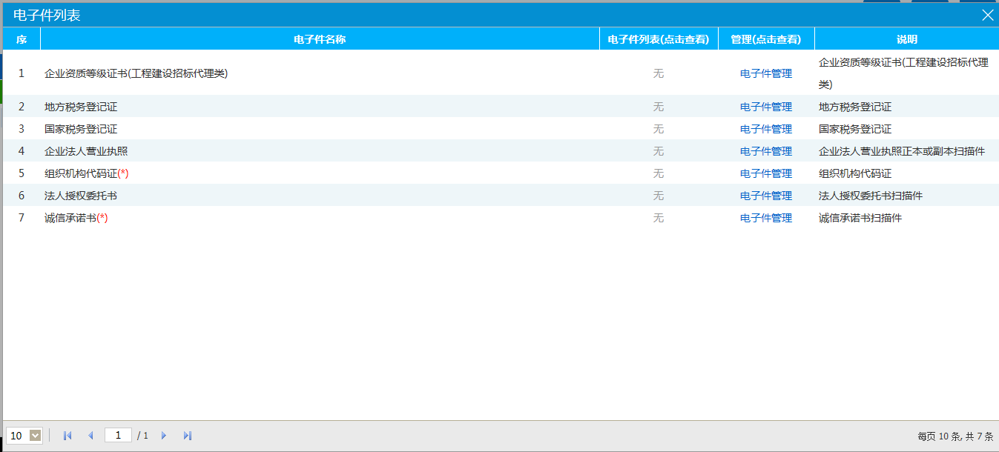 电子件列表
序 电子件名称 电子件列表(点击查看) 管理(点击查看) 说明
1 企业资质等级证书(工程建设招标代理类) 无 电子件管理 企业资质等级证书(工程建设招标代理
类)
2 地方税务登记证 无 电子件管理 地方税务登记证
3 国家税务登记证 无 电子件管理 国家税务登记证
4 企业法人营业执照 无 电子件管理 企业法人营业执照正本或副本扫描件
5 组织机构代码证(*) 无 电子件管理 组织机构代码证
6 法人授权委托书 无 电子件管理 法人授权委托书扫描件
7 诚信承诺书(*) 无 电子件管理 诚信承诺书扫描件
10 1 / 1 每页 10 条, 共 7 条